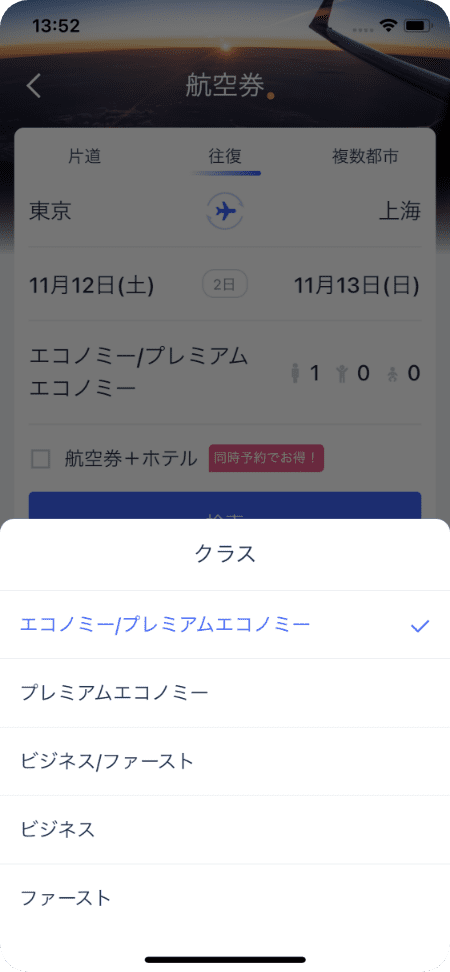 13:52
航空券
片道 往復 複数都市
東京 上海
11月12日(土) 2日 11月13日(日)
エコノミー/プレミアム
エコノミー 1 0 0
航空券＋ホテル 同時予約でお得！
検索
クラス
エコノミー/プレミアムエコノミー
プレミアムエコノミー
ビジネス/ファースト
ビジネス
ファースト